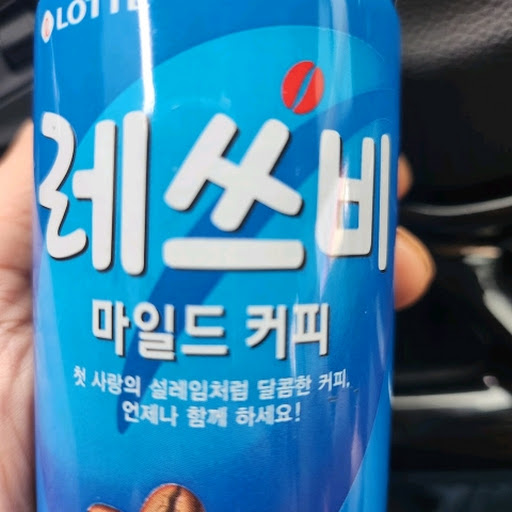 LOTTE
레쓰비
마일드 커피
첫 사랑의 설레임처럼 달콤한 커피,
언제나 함께 하세요!